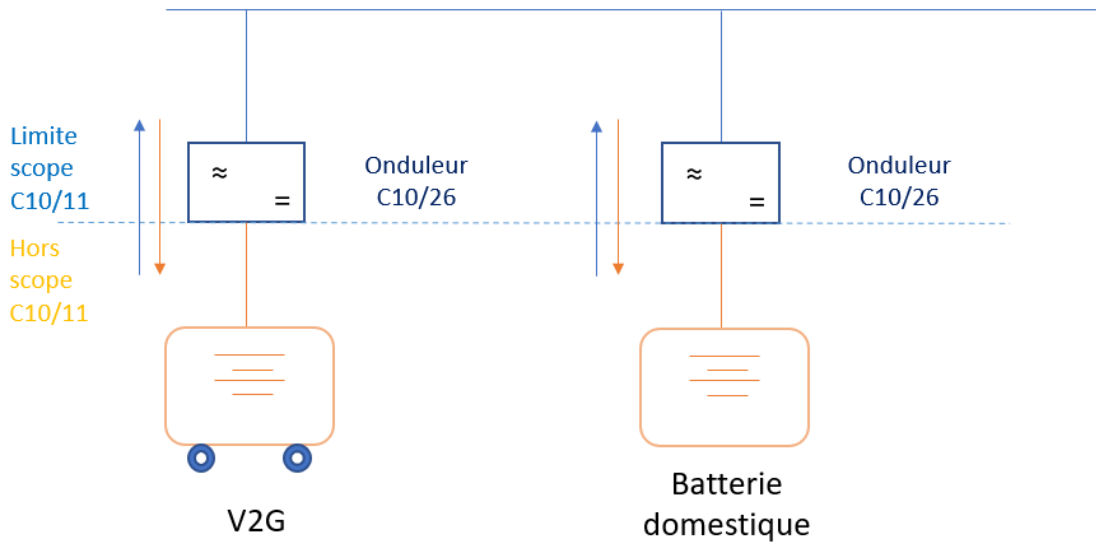 Limite
scope
C10/11
Hors
scope
C10/11
≈
=
Onduleur
C10/26
≈
=
Onduleur
C10/26
V2G
Batterie
domestique